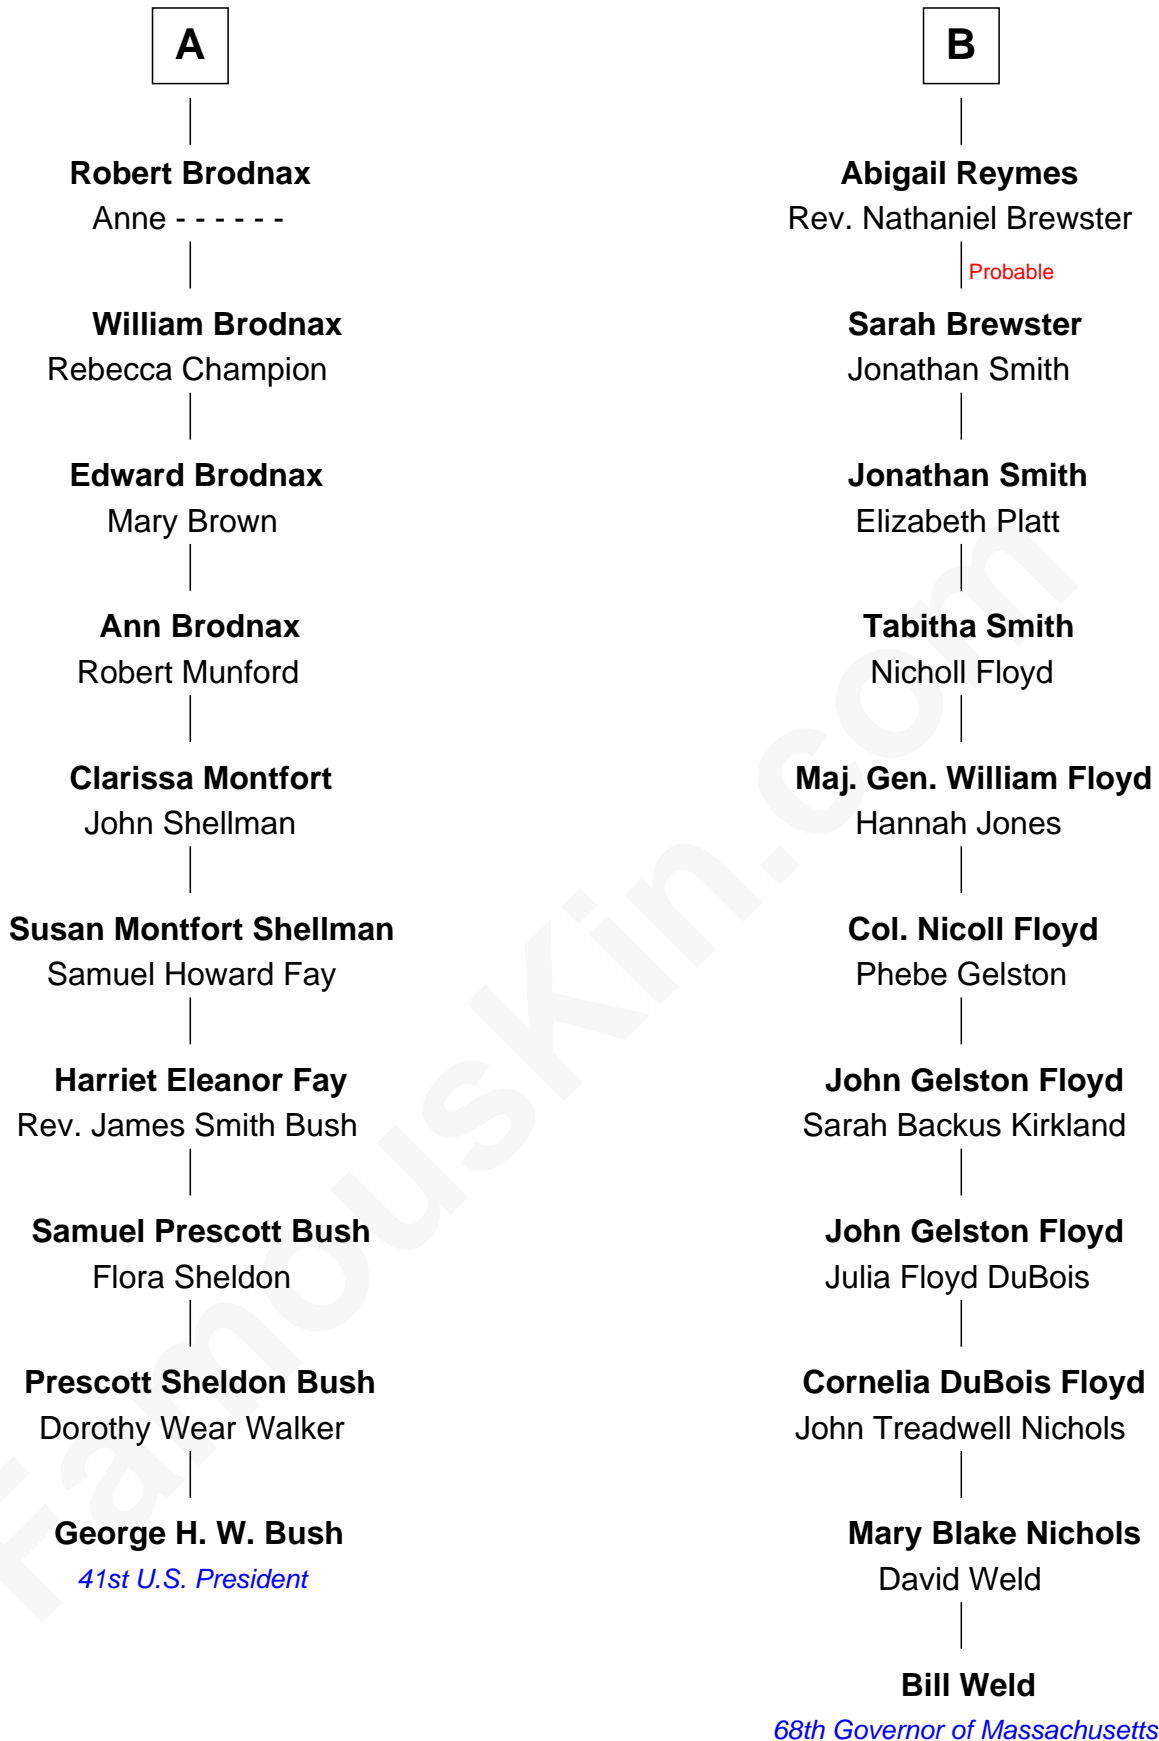 A
Robert Brodnax
Anne - - - - - -
William Brodnax
Rebecca Champion
Edward Brodnax
Mary Brown
Ann Brodnax
Robert Munford
Clarissa Montfort
John Shellman
Susan Montfort Shellman
Samuel Howard Fay
Harriet Eleanor Fay
Rev. James Smith Bush
Samuel Prescott Bush
Flora Sheldon
Prescott Sheldon Bush
Dorothy Wear Walker
George H. W. Bush
41st U.S. President
B
Abigail Reymes
Rev. Nathaniel Brewster
Probable
Sarah Brewster
Jonathan Smith
Jonathan Smith
Elizabeth Platt
Tabitha Smith
Nicholl Floyd
Maj. Gen. William Floyd
Hannah Jones
Col. Nicoll Floyd
Phebe Gelston
John Gelston Floyd
Sarah Backus Kirkland
John Gelston Floyd
Julia Floyd DuBois
Cornelia DuBois Floyd
John Treadwell Nichols
Mary Blake Nichols
David Weld
Bill Weld
68th Governor of Massachusetts
FamousKin.com